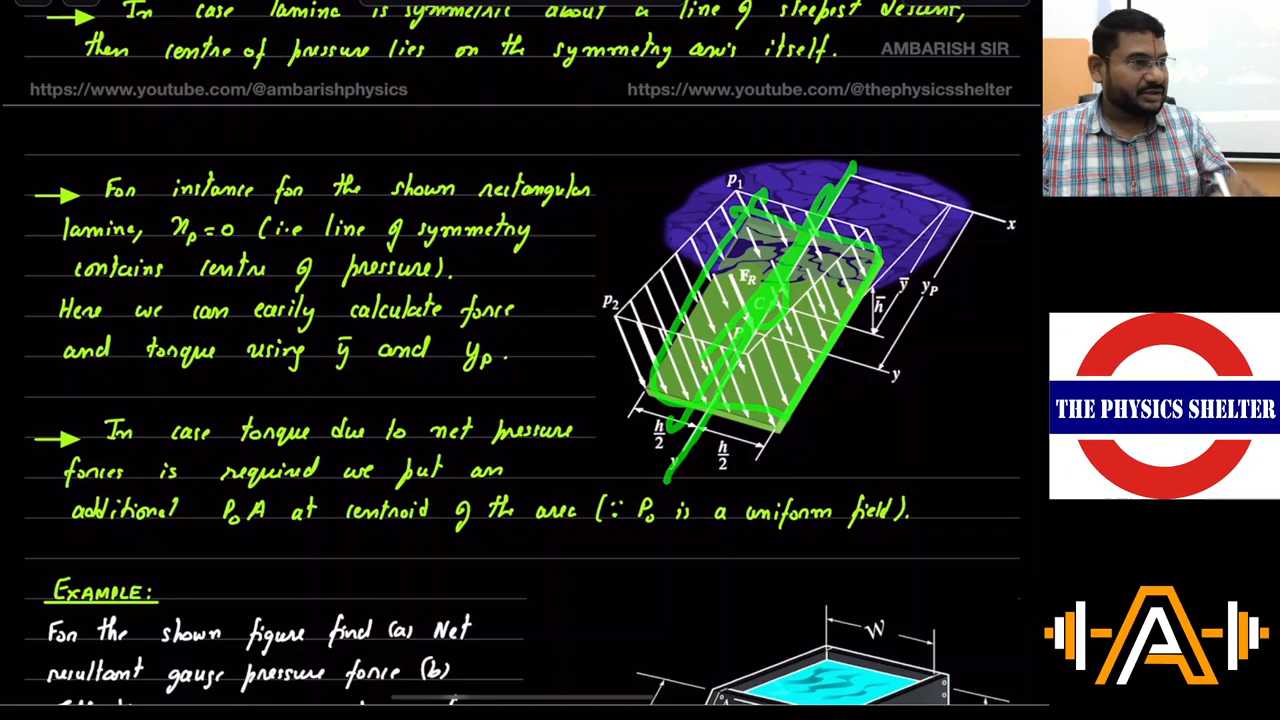 In case lamina is symmetric about a line of steepest descent,
then centre of pressure lies on the symmetry axis itself.
AMBARISH SIR
https://www.youtube.com/@ambarishphysics
https://www.youtube.com/@thephysicsshelter
For instance for the shown rectangular
lamina, xp=0 (i.e line of symmetry
contains centre of pressure).
Here we can easily calculate force
and torque using ȳ and yp.
p1
x
p2
FR
C
h̄
ȳ
yP
y
h/2
h/2
In case torque due to net pressure
forces is required we put an
additional P₀A at centroid of the area (∵ P₀ is a uniform field).
EXAMPLE:
For the shown figure find (a) Net
resultant gauge pressure force (b)
W
THE PHYSICS SHELTER